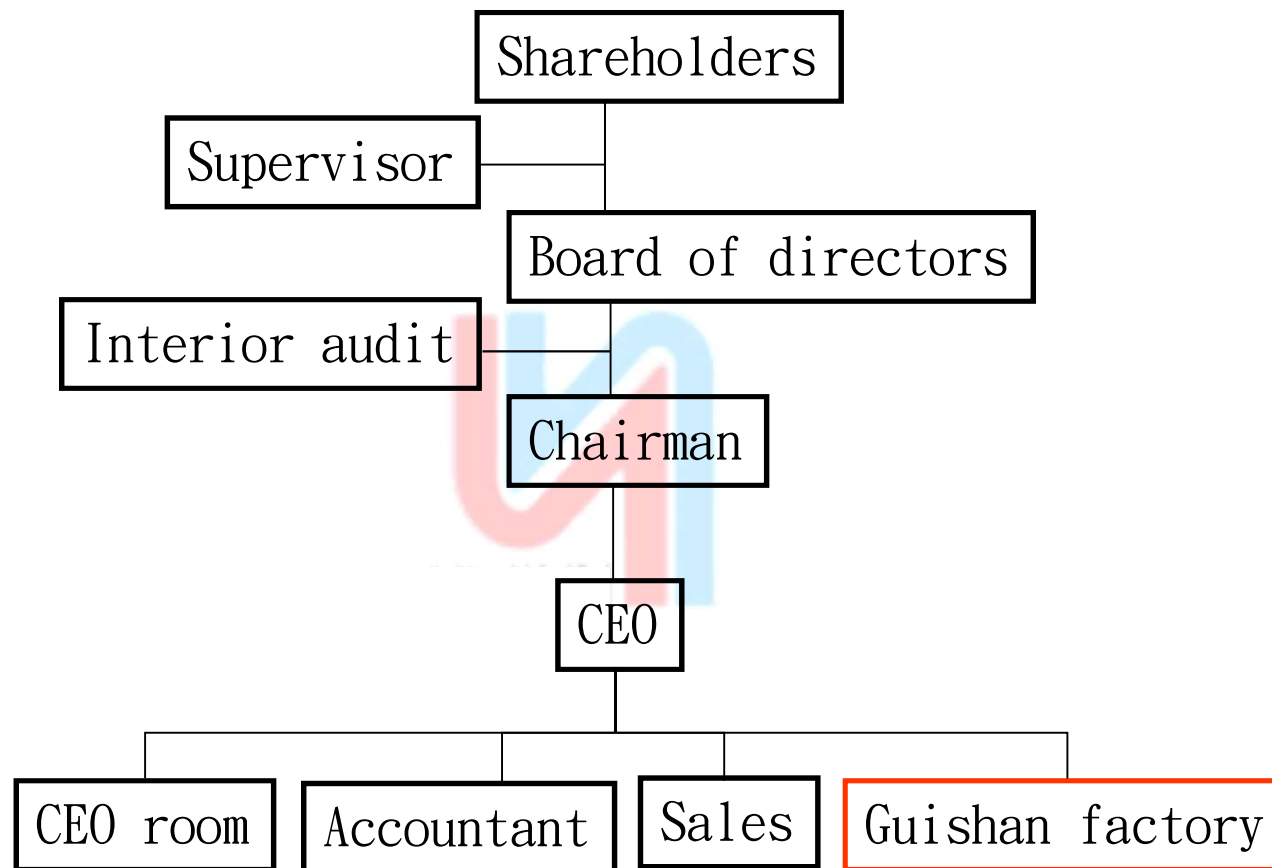 Shareholders
Supervisor
Board of directors
Interior audit
Chairman
CEO
CEO room
Accountant
Sales
Guishan factory